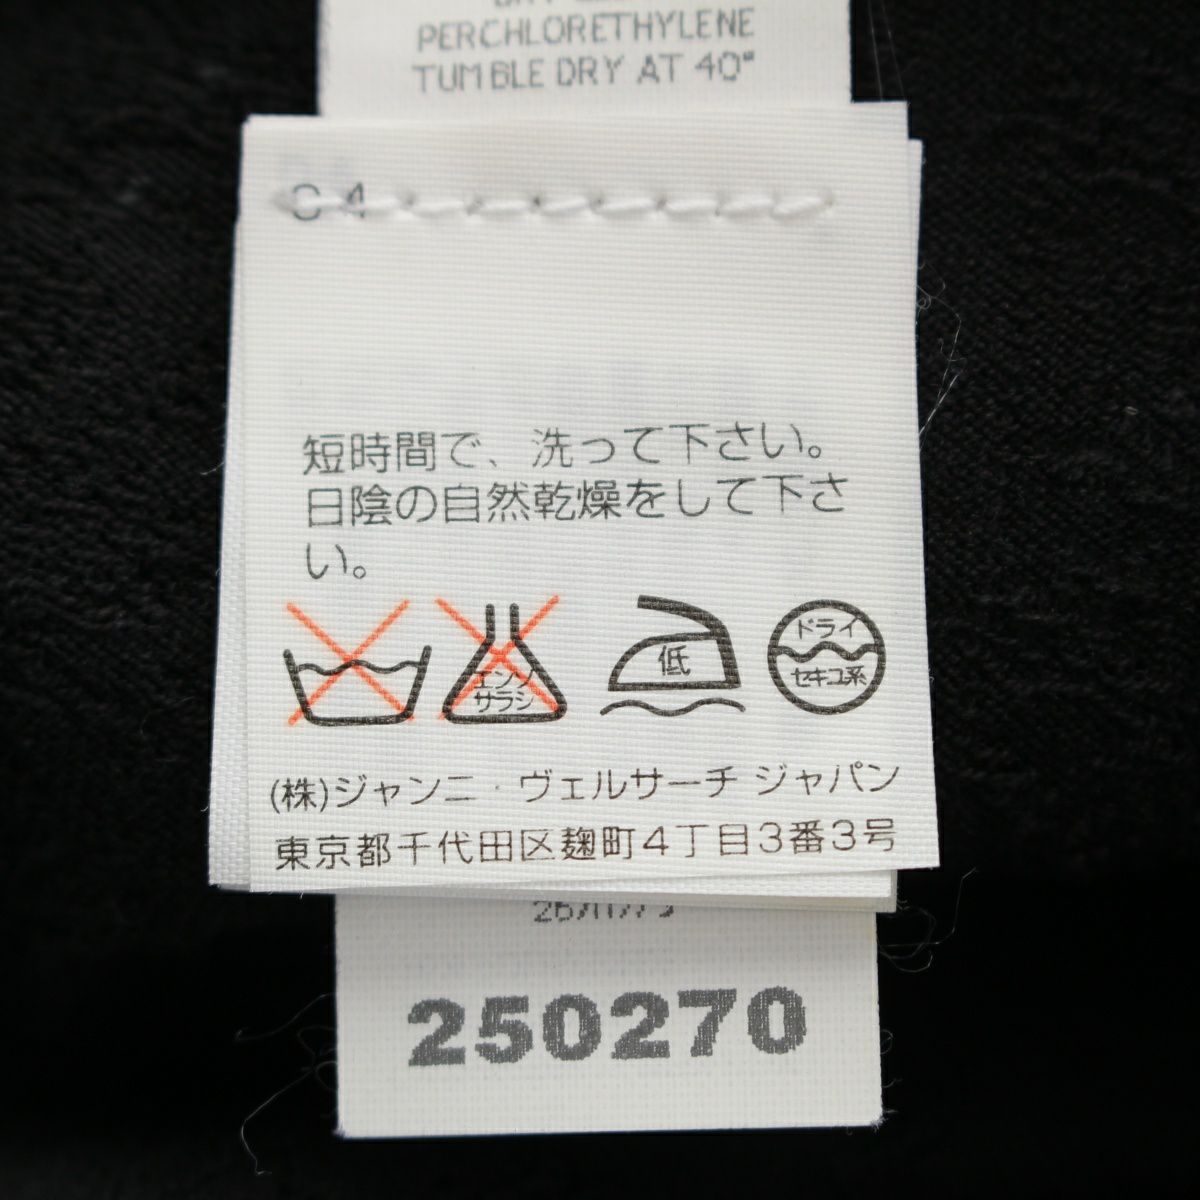 PERCHLORETHYLENE
TUMBLE DRY AT 40°
C4
短時間で、洗って下さい。
日陰の自然乾燥をして下さ
い。
エンソ
サラシ
低
ドライ
セキユ系
(株)ジャンニ・ヴェルサーチ ジャパン
東京都千代田区麹町4丁目3番3号
250270